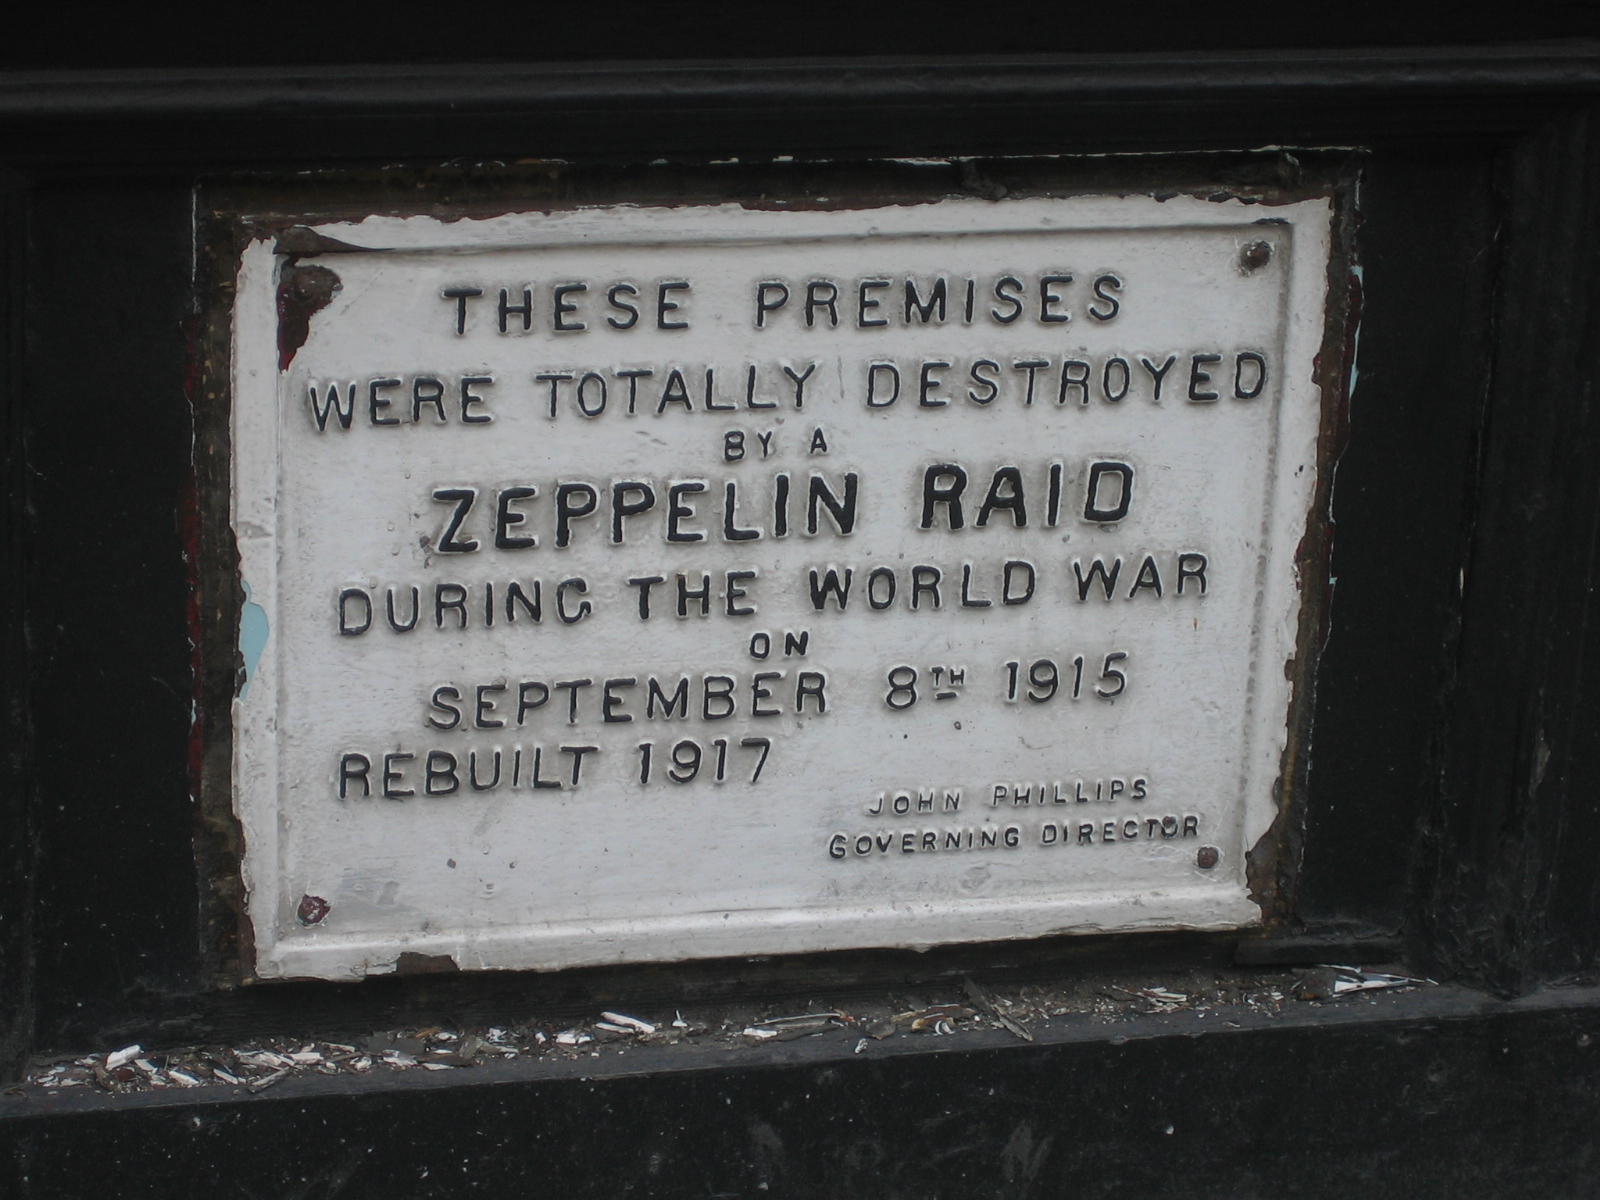 THESE PREMISES
WERE TOTALLY DESTROYED
BY A
ZEPPELIN RAID
DURING THE WORLD WAR
ON
SEPTEMBER 8TH 1915
REBUILT 1917
JOHN PHILLIPS
GOVERNING DIRECTOR